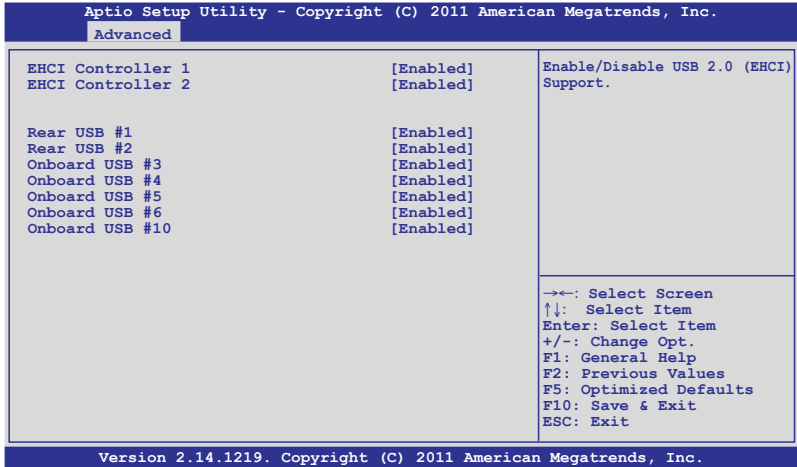 Aptio Setup Utility - Copyright (C) 2011 American Megatrends, Inc.
Advanced
EHCI Controller 1 [Enabled]
EHCI Controller 2 [Enabled]
Rear USB #1 [Enabled]
Rear USB #2 [Enabled]
Onboard USB #3 [Enabled]
Onboard USB #4 [Enabled]
Onboard USB #5 [Enabled]
Onboard USB #6 [Enabled]
Onboard USB #10 [Enabled]
Enable/Disable USB 2.0 (EHCI)
Support.
→←: Select Screen
↑↓: Select Item
Enter: Select Item
+/-: Change Opt.
F1: General Help
F2: Previous Values
F5: Optimized Defaults
F10: Save & Exit
ESC: Exit
Version 2.14.1219. Copyright (C) 2011 American Megatrends, Inc.